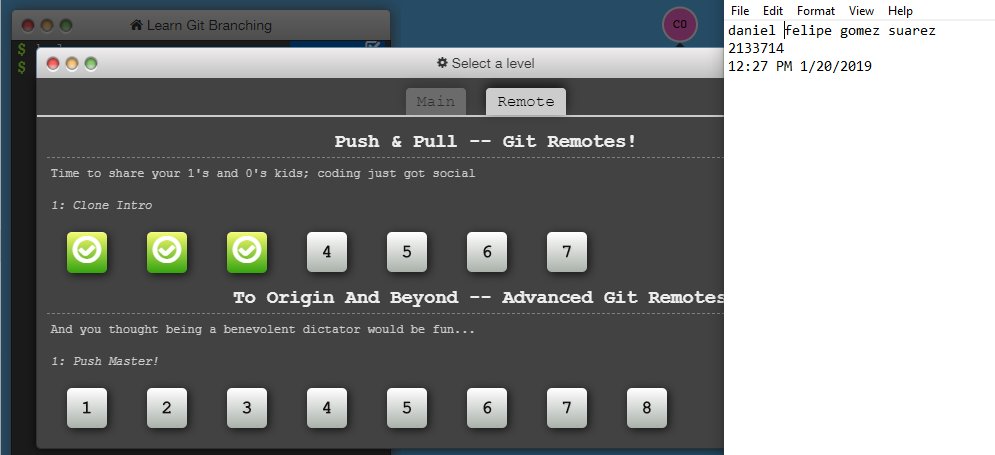 Learn Git Branching
$
$
C0
Select a level
Main
Remote
Push & Pull -- Git Remotes!
Time to share your 1's and 0's kids; coding just got social
1: Clone Intro
4 5 6 7
To Origin And Beyond -- Advanced Git Remotes
And you thought being a benevolent dictator would be fun...
1: Push Master!
1 2 3 4 5 6 7 8
File Edit Format View Help
daniel felipe gomez suarez
2133714
12:27 PM 1/20/2019